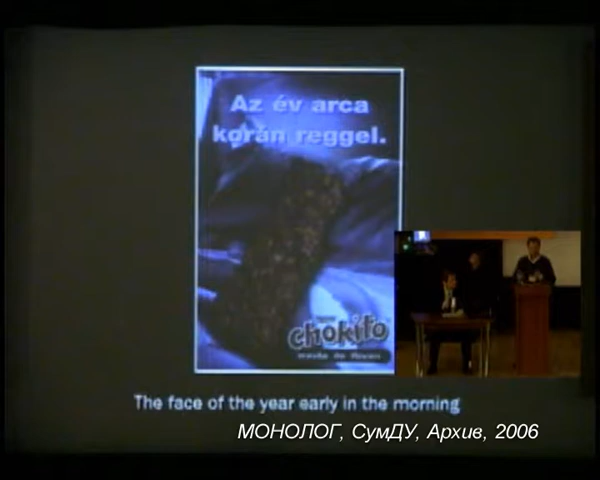 Az év arca
korán reggel.
chokito
The face of the year early in the morning
МОНОЛОГ, СумДУ, Архив, 2006